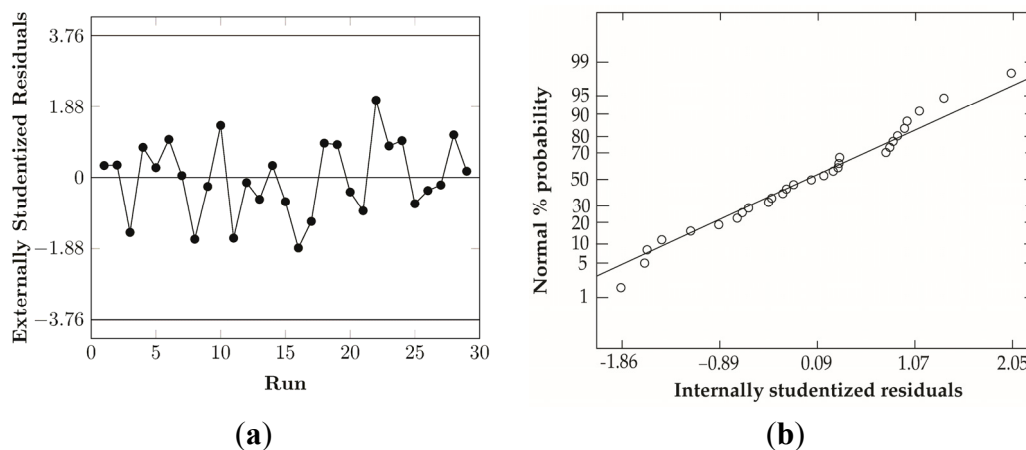 Externally Studentized Residuals
3.76
1.88
0
−1.88
−3.76
0 5 10 15 20 25 30
Run
(a)
Normal % probability
99
95
90
80
70
50
30
20
10
5
1
-1.86 −0.89 0.09 1.07 2.05
Internally studentized residuals
(b)